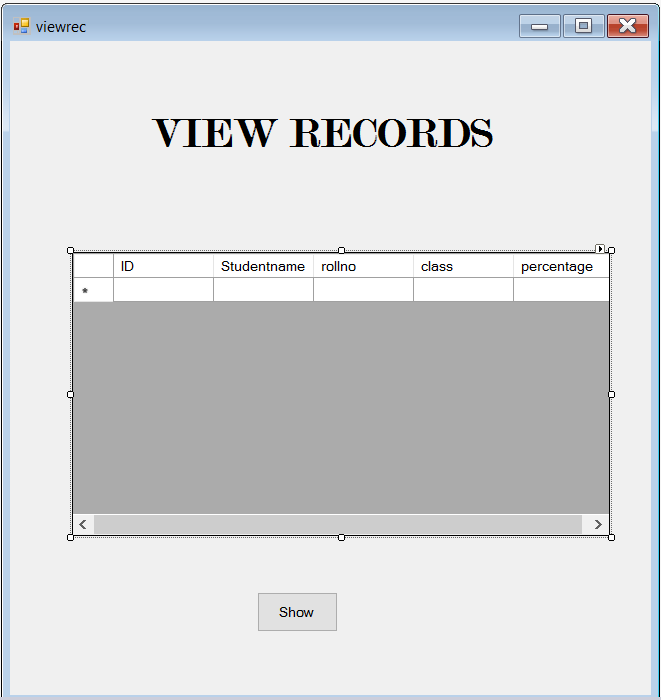 viewrec
VIEW RECORDS
ID Studentname rollno class percentage
*
Show